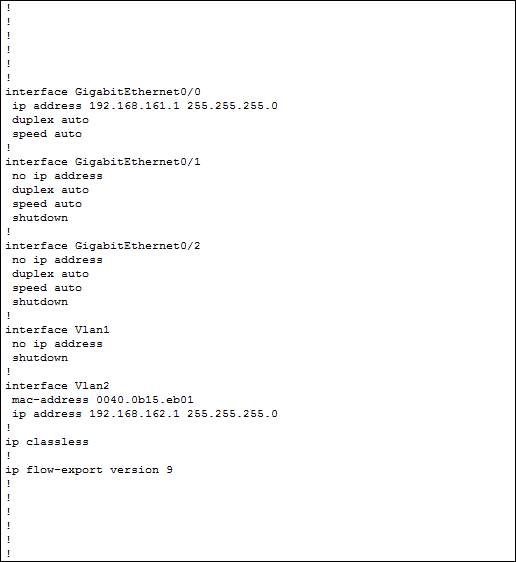 !
!
!
!
!
!
interface GigabitEthernet0/0
 ip address 192.168.161.1 255.255.255.0
 duplex auto
 speed auto
!
interface GigabitEthernet0/1
 no ip address
 duplex auto
 speed auto
 shutdown
!
interface GigabitEthernet0/2
 no ip address
 duplex auto
 speed auto
 shutdown
!
interface Vlan1
 no ip address
 shutdown
!
interface Vlan2
 mac-address 0040.0b15.eb01
 ip address 192.168.162.1 255.255.255.0
!
ip classless
!
ip flow-export version 9
!
!
!
!
!
!